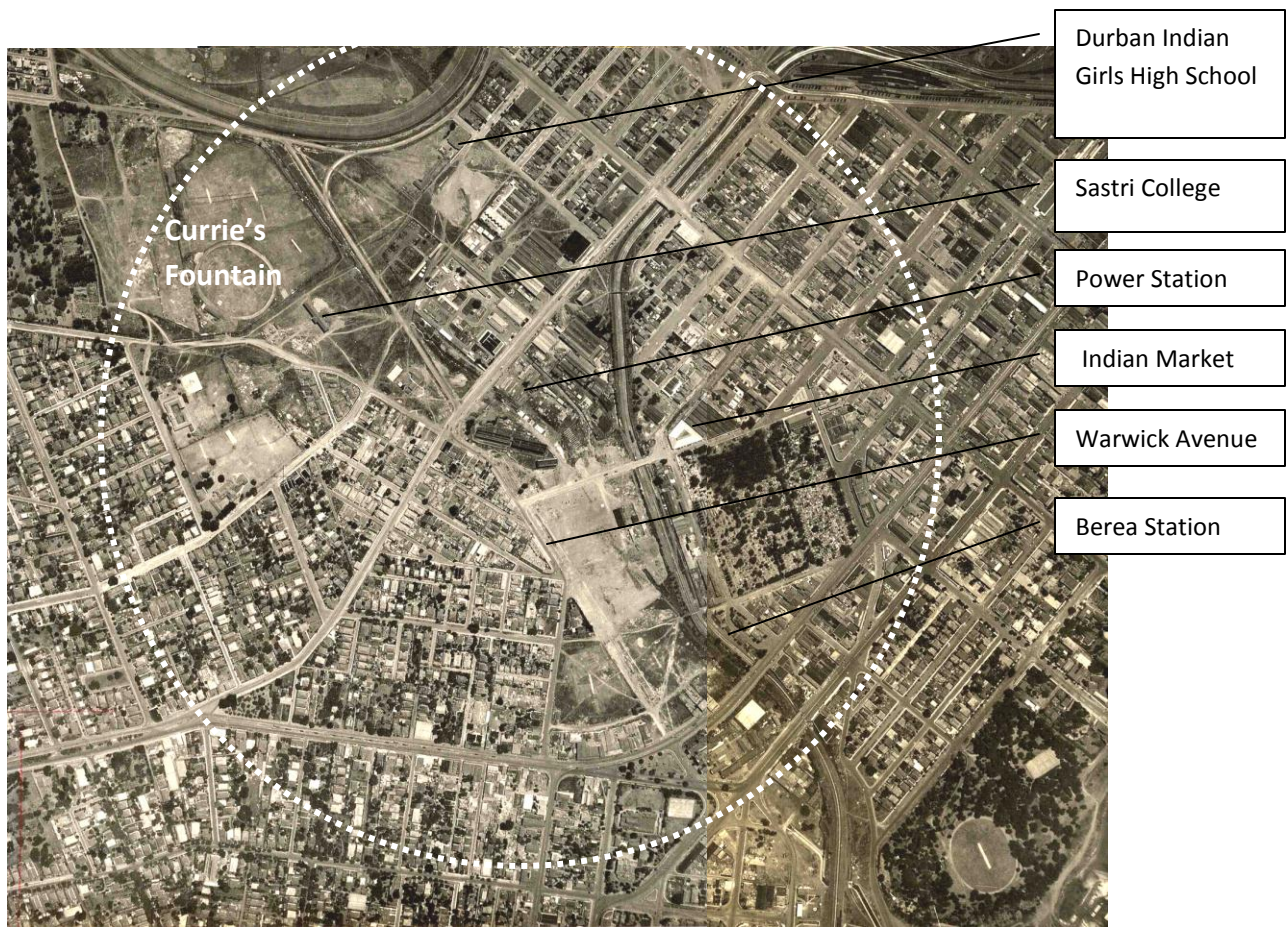 Durban Indian
Girls High School
Sastri College
Currie's
Fountain
Power Station
Indian Market
Warwick Avenue
Berea Station